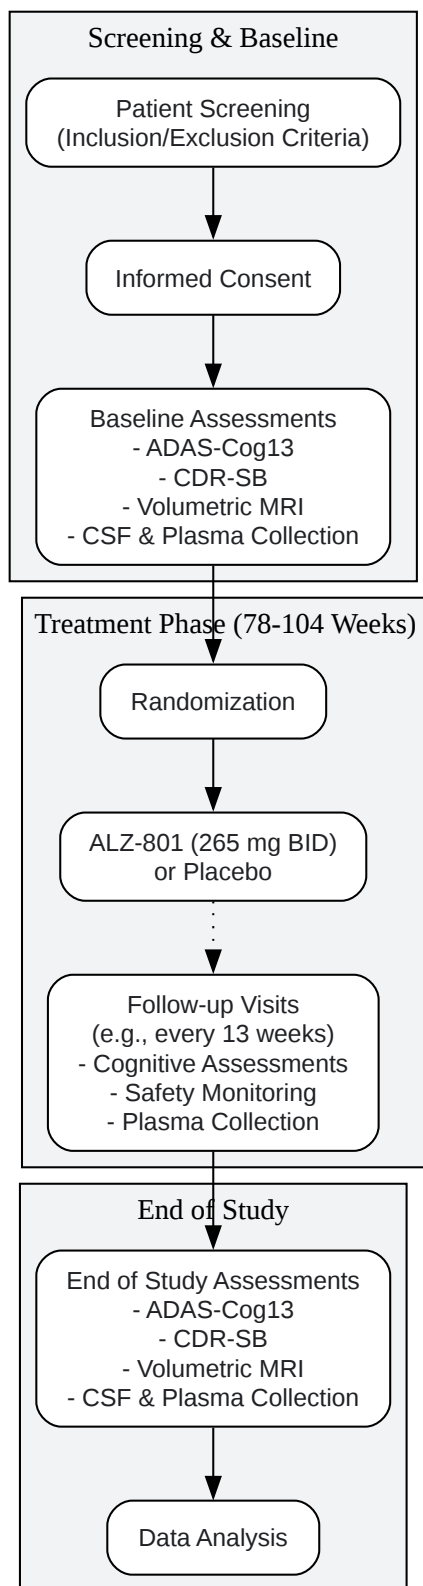 Screening & Baseline
Patient Screening
(Inclusion/Exclusion Criteria)
Informed Consent
Baseline Assessments
- ADAS-Cog13
- CDR-SB
- Volumetric MRI
- CSF & Plasma Collection
Treatment Phase (78-104 Weeks)
Randomization
ALZ-801 (265 mg BID)
or Placebo
Follow-up Visits
(e.g., every 13 weeks)
- Cognitive Assessments
- Safety Monitoring
- Plasma Collection
End of Study
End of Study Assessments
- ADAS-Cog13
- CDR-SB
- Volumetric MRI
- CSF & Plasma Collection
Data Analysis